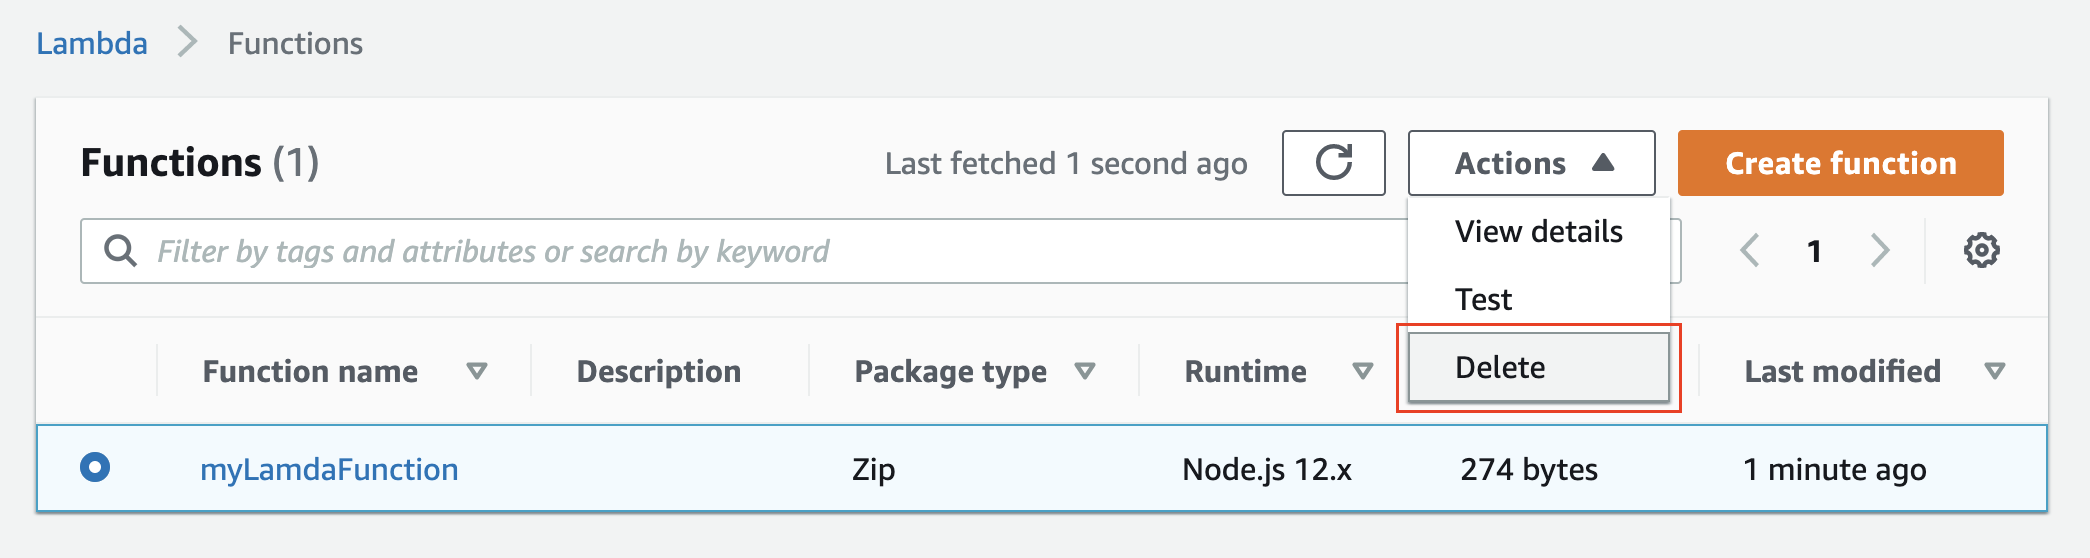 Lambda > Functions
Functions (1) Last fetched 1 second ago Actions Create function
Filter by tags and attributes or search by keyword
View details
1
Test
Delete
Function name Description Package type Runtime Last modified
myLamdaFunction Zip Node.js 12.x 274 bytes 1 minute ago